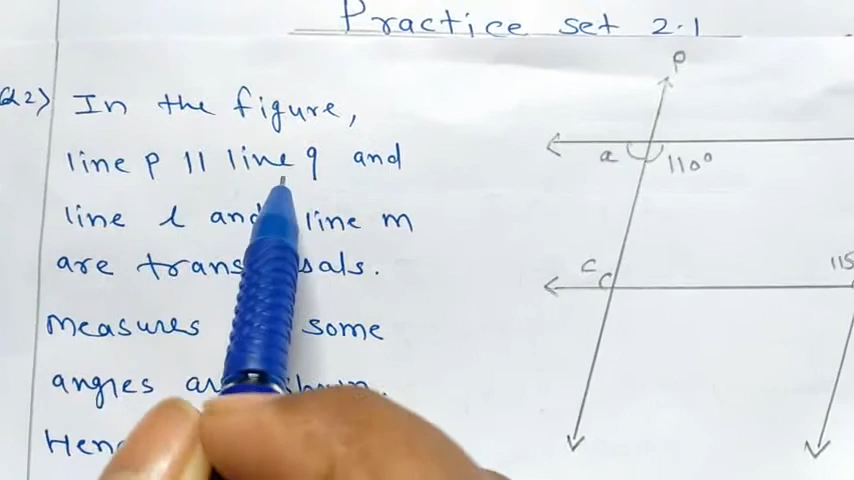 Practice set 2.1
Q2) In the figure,
line p || line q and
line l and line m
are trans sals.
measures some
angles
Hen
P
a 110°
c
115